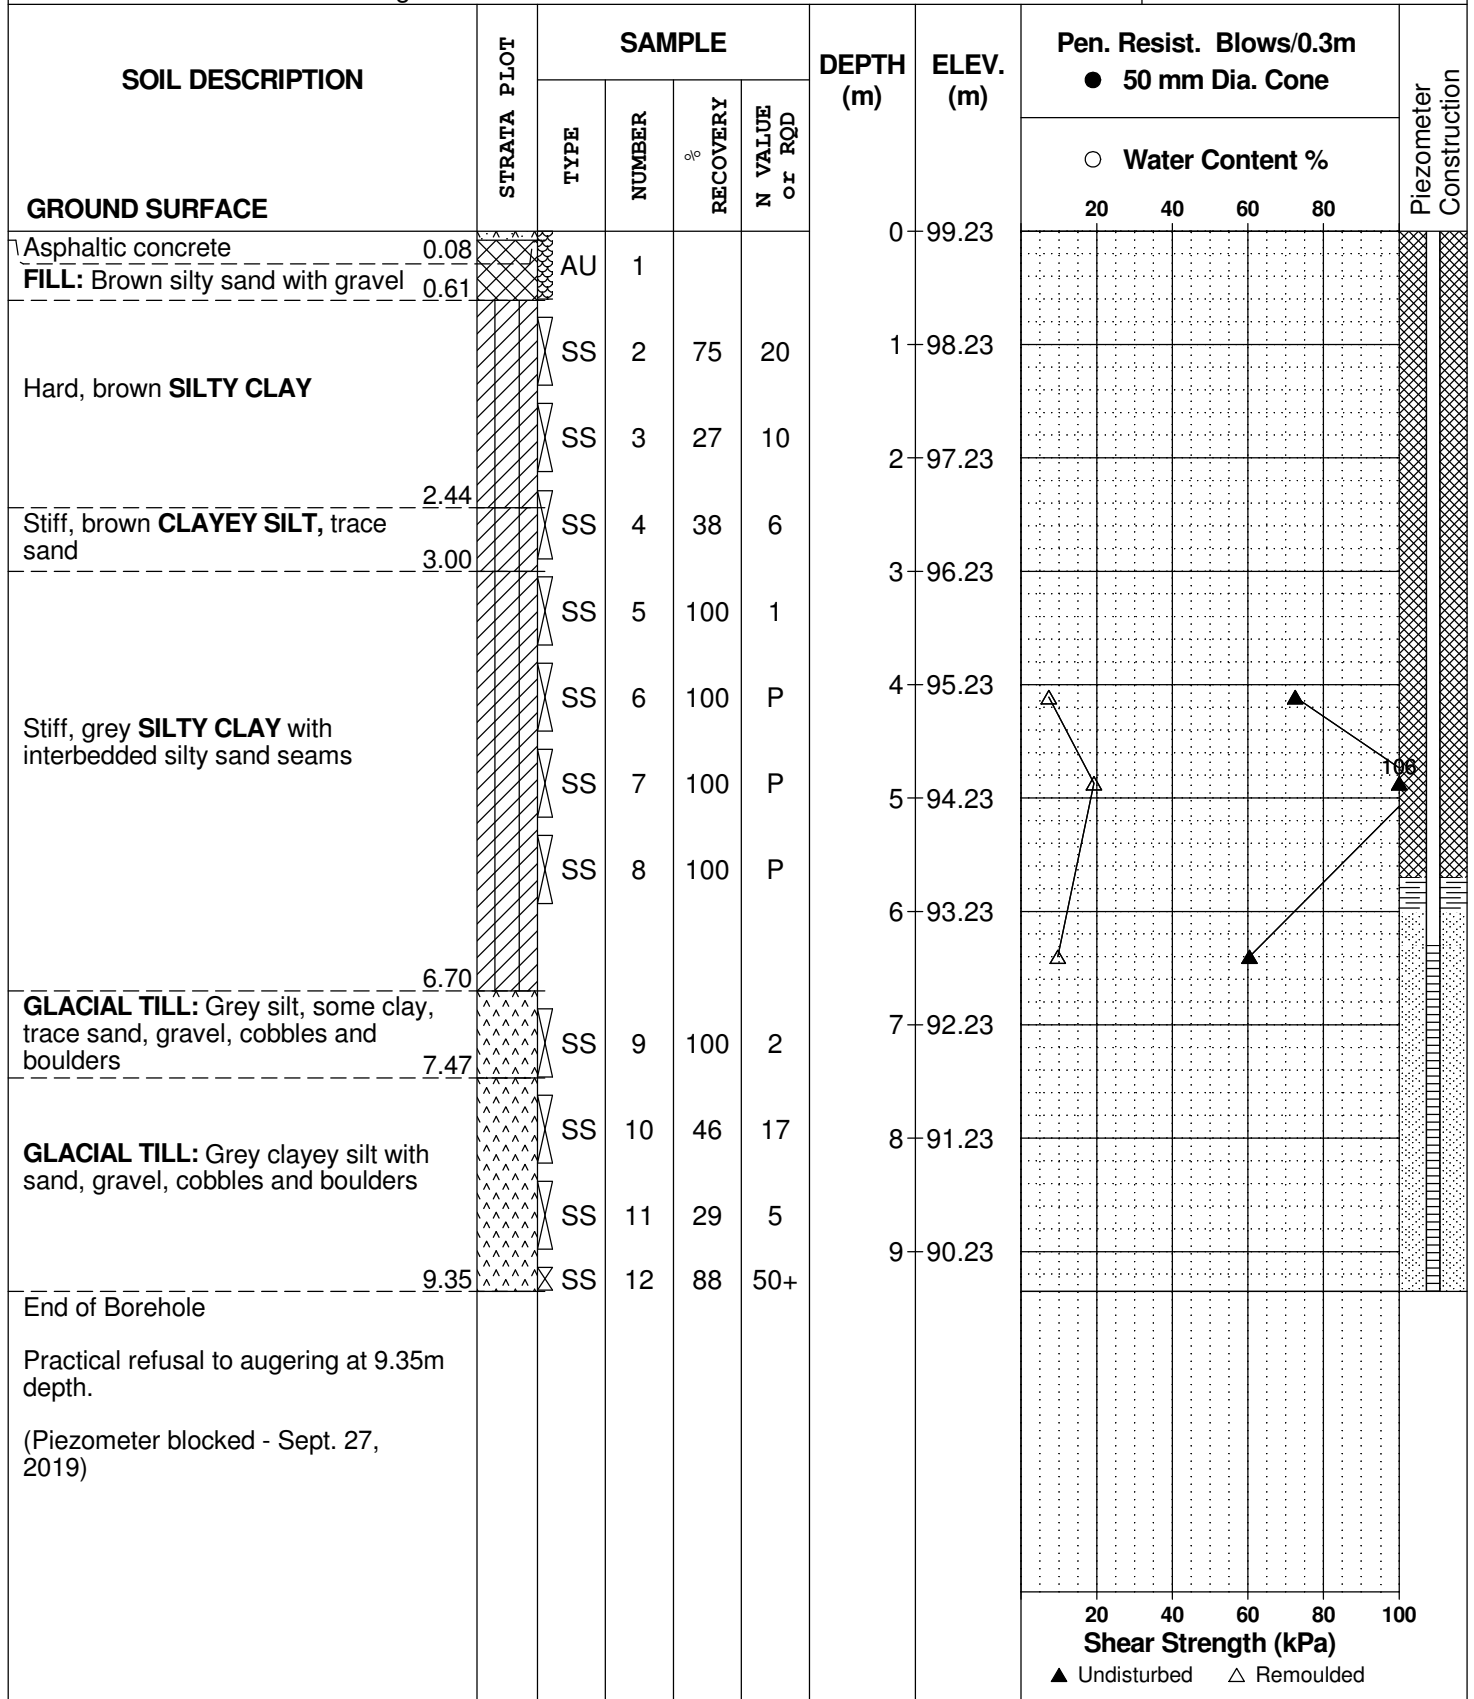 SOIL DESCRIPTION
GROUND SURFACE
STRATA PLOT
SAMPLE
TYPE
NUMBER
%
RECOVERY
N VALUE
or RQD
DEPTH
(m)
ELEV.
(m)
Pen. Resist. Blows/0.3m
● 50 mm Dia. Cone
○ Water Content %
20 40 60 80
Piezometer
Construction
0 99.23
Asphaltic concrete 0.08
FILL: Brown silty sand with gravel 0.61
AU 1
SS 2 75 20
1 98.23
Hard, brown SILTY CLAY
SS 3 27 10
2 97.23
2.44
Stiff, brown CLAYEY SILT, trace
sand
3.00
SS 4 38 6
3 96.23
SS 5 100 1
4 95.23
SS 6 100 P
Stiff, grey SILTY CLAY with
interbedded silty sand seams
106
SS 7 100 P
5 94.23
SS 8 100 P
6 93.23
6.70
GLACIAL TILL: Grey silt, some clay,
trace sand, gravel, cobbles and
boulders
7.47
7 92.23
SS 9 100 2
SS 10 46 17
8 91.23
GLACIAL TILL: Grey clayey silt with
sand, gravel, cobbles and boulders
SS 11 29 5
9 90.23
9.35
SS 12 88 50+
End of Borehole
Practical refusal to augering at 9.35m
depth.
(Piezometer blocked - Sept. 27,
2019)
20 40 60 80 100
Shear Strength (kPa)
▲ Undisturbed △ Remoulded